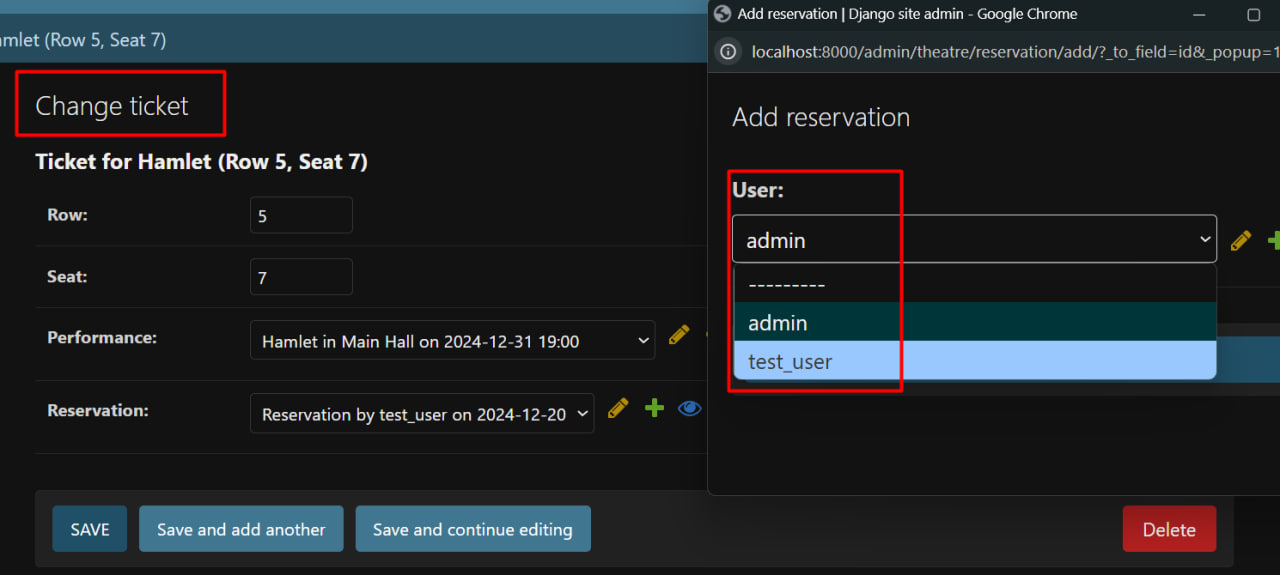 Add reservation | Django site admin - Google Chrome
localhost:8000/admin/theatre/reservation/add/?_to_field=id&_popup=1
mlet (Row 5, Seat 7)
Change ticket
Ticket for Hamlet (Row 5, Seat 7)
Row:
5
Seat:
7
Performance:
Hamlet in Main Hall on 2024-12-31 19:00
Reservation:
Reservation by test_user on 2024-12-20
SAVE
Save and add another
Save and continue editing
Delete
Add reservation
User:
admin
---------
admin
test_user